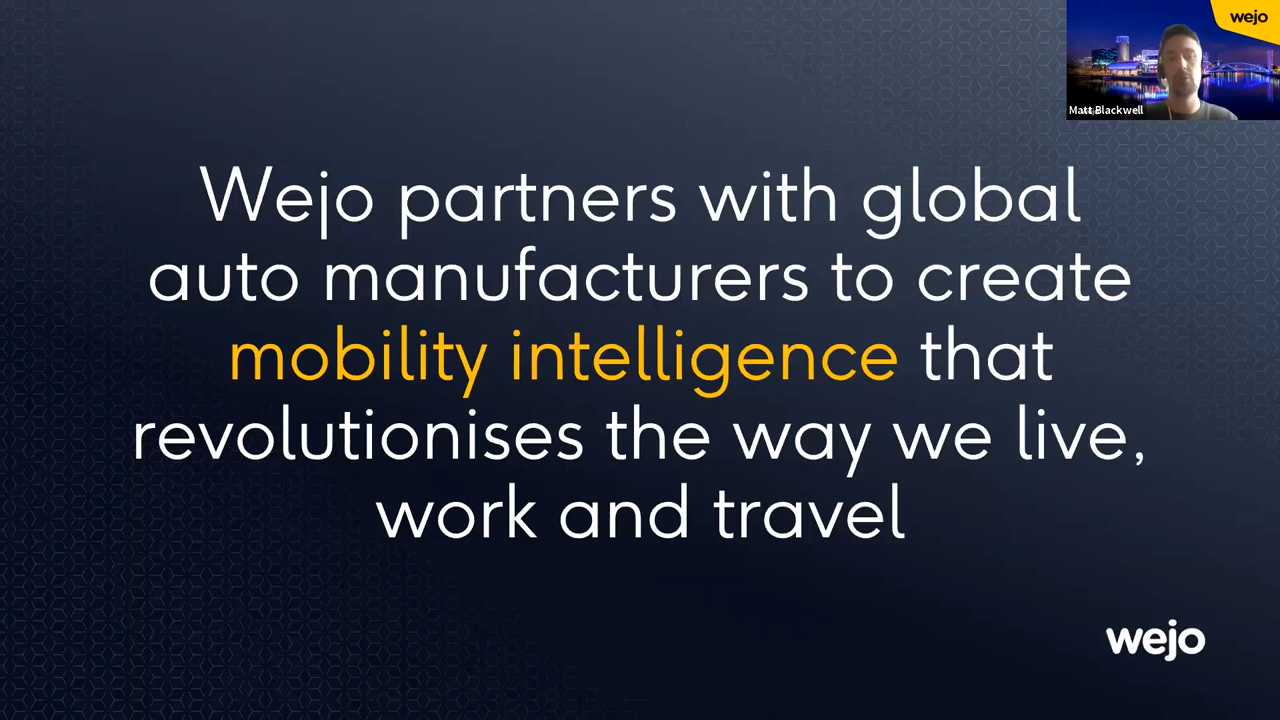 wejo
Matt Blackwell
Wejo partners with global
auto manufacturers to create
mobility intelligence that
revolutionises the way we live,
work and travel
wejo